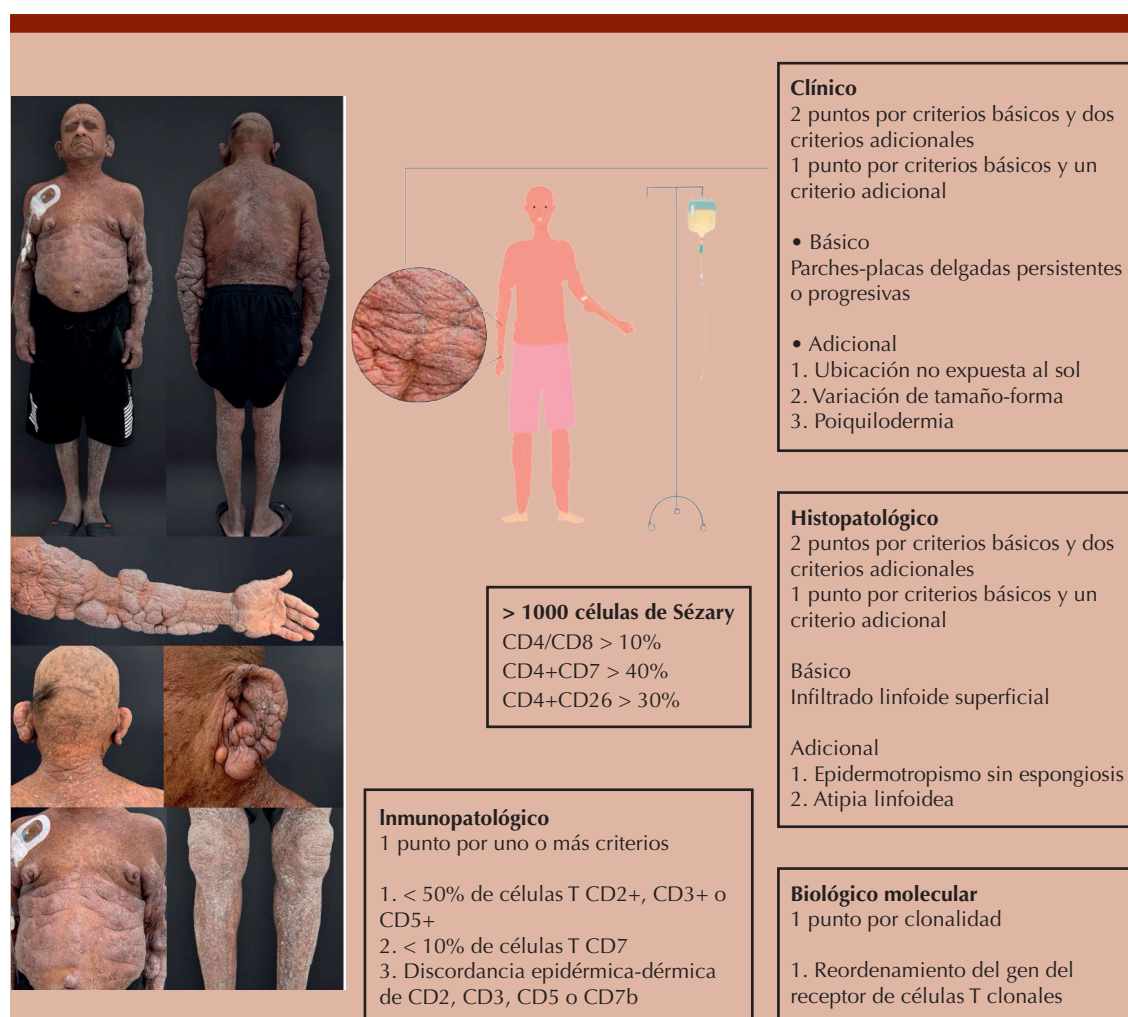 Clínico
2 puntos por criterios básicos y dos
criterios adicionales
1 punto por criterios básicos y un
criterio adicional
• Básico
Parches-placas delgadas persistentes
o progresivas
• Adicional
1. Ubicación no expuesta al sol
2. Variación de tamaño-forma
3. Poiquilodermia
Histopatológico
2 puntos por criterios básicos y dos
criterios adicionales
1 punto por criterios básicos y un
criterio adicional
Básico
Infiltrado linfoide superficial
Adicional
1. Epidermotropismo sin espongiosis
2. Atipia linfoidea
> 1000 células de Sézary
CD4/CD8 > 10%
CD4+CD7 > 40%
CD4+CD26 > 30%
Inmunopatológico
1 punto por uno o más criterios
1. < 50% de células T CD2+, CD3+ o
CD5+
2. < 10% de células T CD7
3. Discordancia epidérmica-dérmica
de CD2, CD3, CD5 o CD7b
Biológico molecular
1 punto por clonalidad
1. Reordenamiento del gen del
receptor de células T clonales